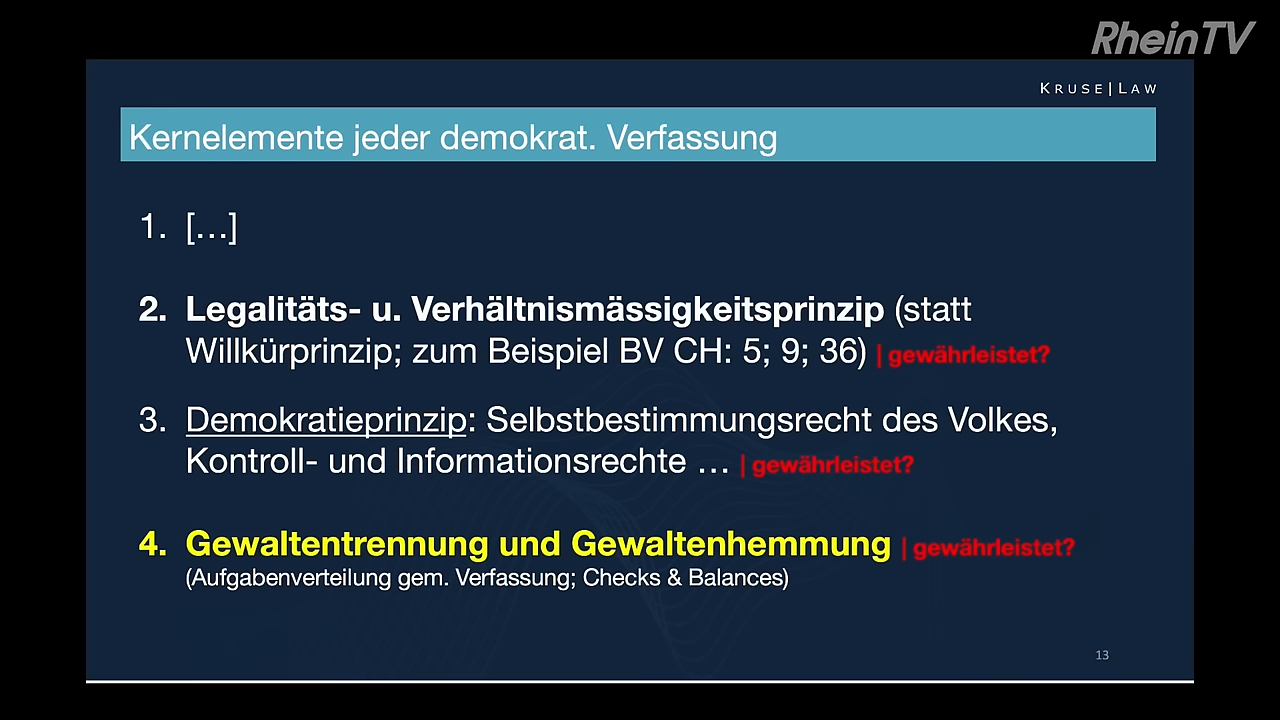 RheinTV
KRUSE|LAW
Kernelemente jeder demokrat. Verfassung
1. […]
2. Legalitäts- u. Verhältnismässigkeitsprinzip (statt
Willkürprinzip; zum Beispiel BV CH: 5; 9; 36) | gewährleistet?
3. Demokratieprinzip: Selbstbestimmungsrecht des Volkes,
Kontroll- und Informationsrechte … | gewährleistet?
4. Gewaltentrennung und Gewaltenhemmung | gewährleistet?
(Aufgabenverteilung gem. Verfassung; Checks & Balances)
13